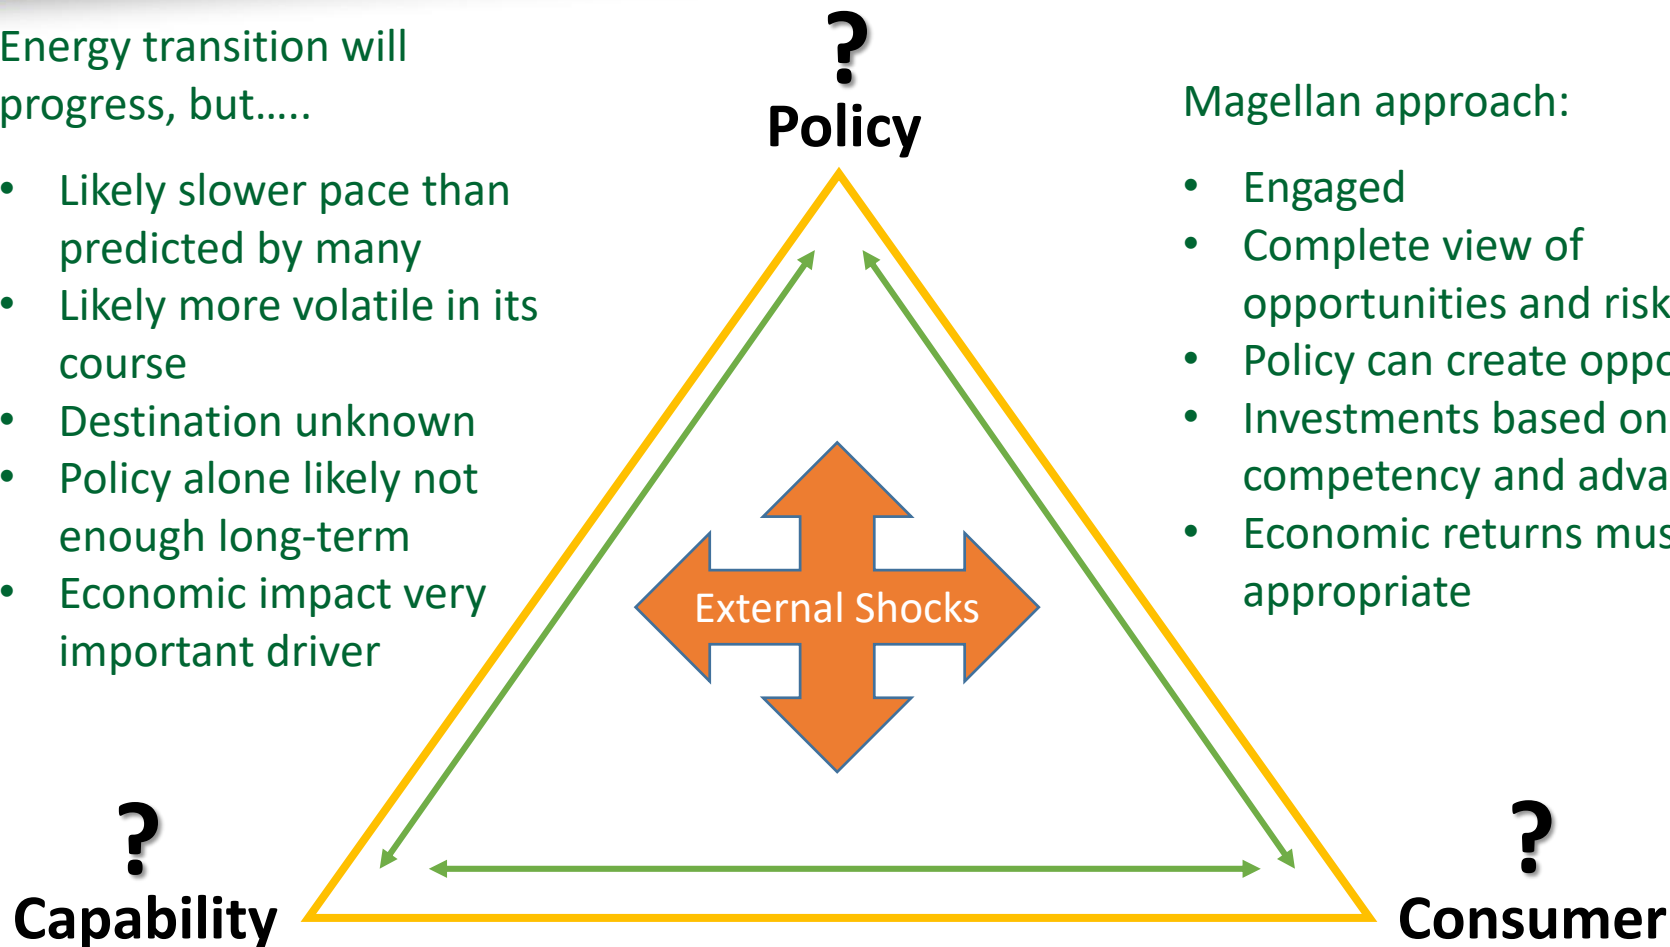 Energy transition will
progress, but.....
• Likely slower pace than
predicted by many
• Likely more volatile in its
course
• Destination unknown
• Policy alone likely not
enough long-term
• Economic impact very
important driver
?
Policy
Magellan approach:
• Engaged
• Complete view of
opportunities and risk
• Policy can create
• Investments based on
competency and
• Economic returns
appropriate
External Shocks
?
Capability
?
Consumer